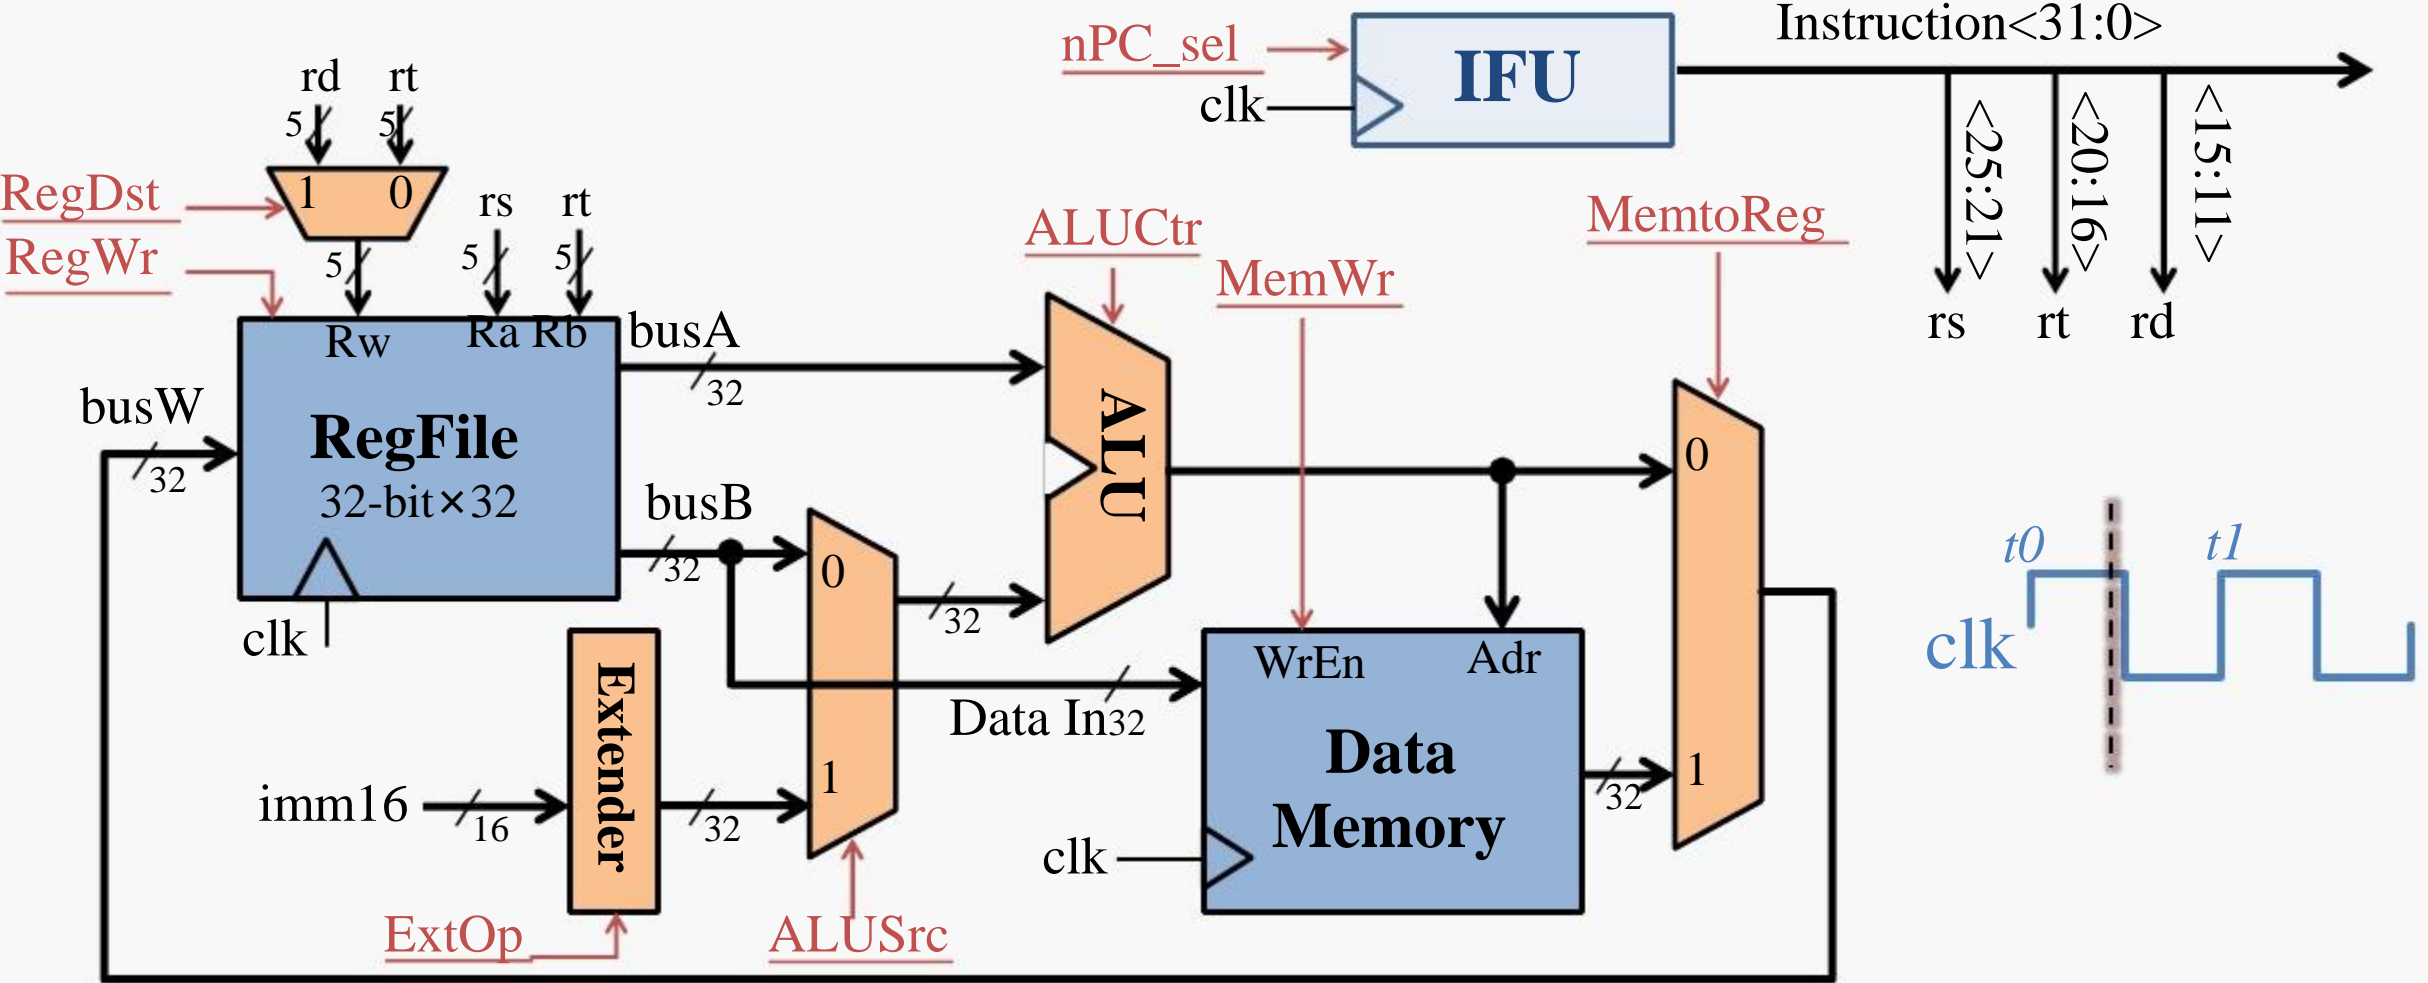 nPC_sel
IFU
clk
Instruction<31:0>
<25:21>
<20:16>
<15:11>
rs
rt
rd
rd
rt
5
5
RegDst
1
0
RegWr
5
rs
rt
5
5
Rw
Ra
Rb
busW
32
RegFile
32-bit×32
clk
busA
32
busB
32
ALUCtr
ALU
MemWr
MemtoReg
0
1
32
0
1
Data In
32
WrEn
Adr
Data
Memory
clk
32
imm16
16
Extender
32
ExtOp
ALUSrc
t0
t1
clk